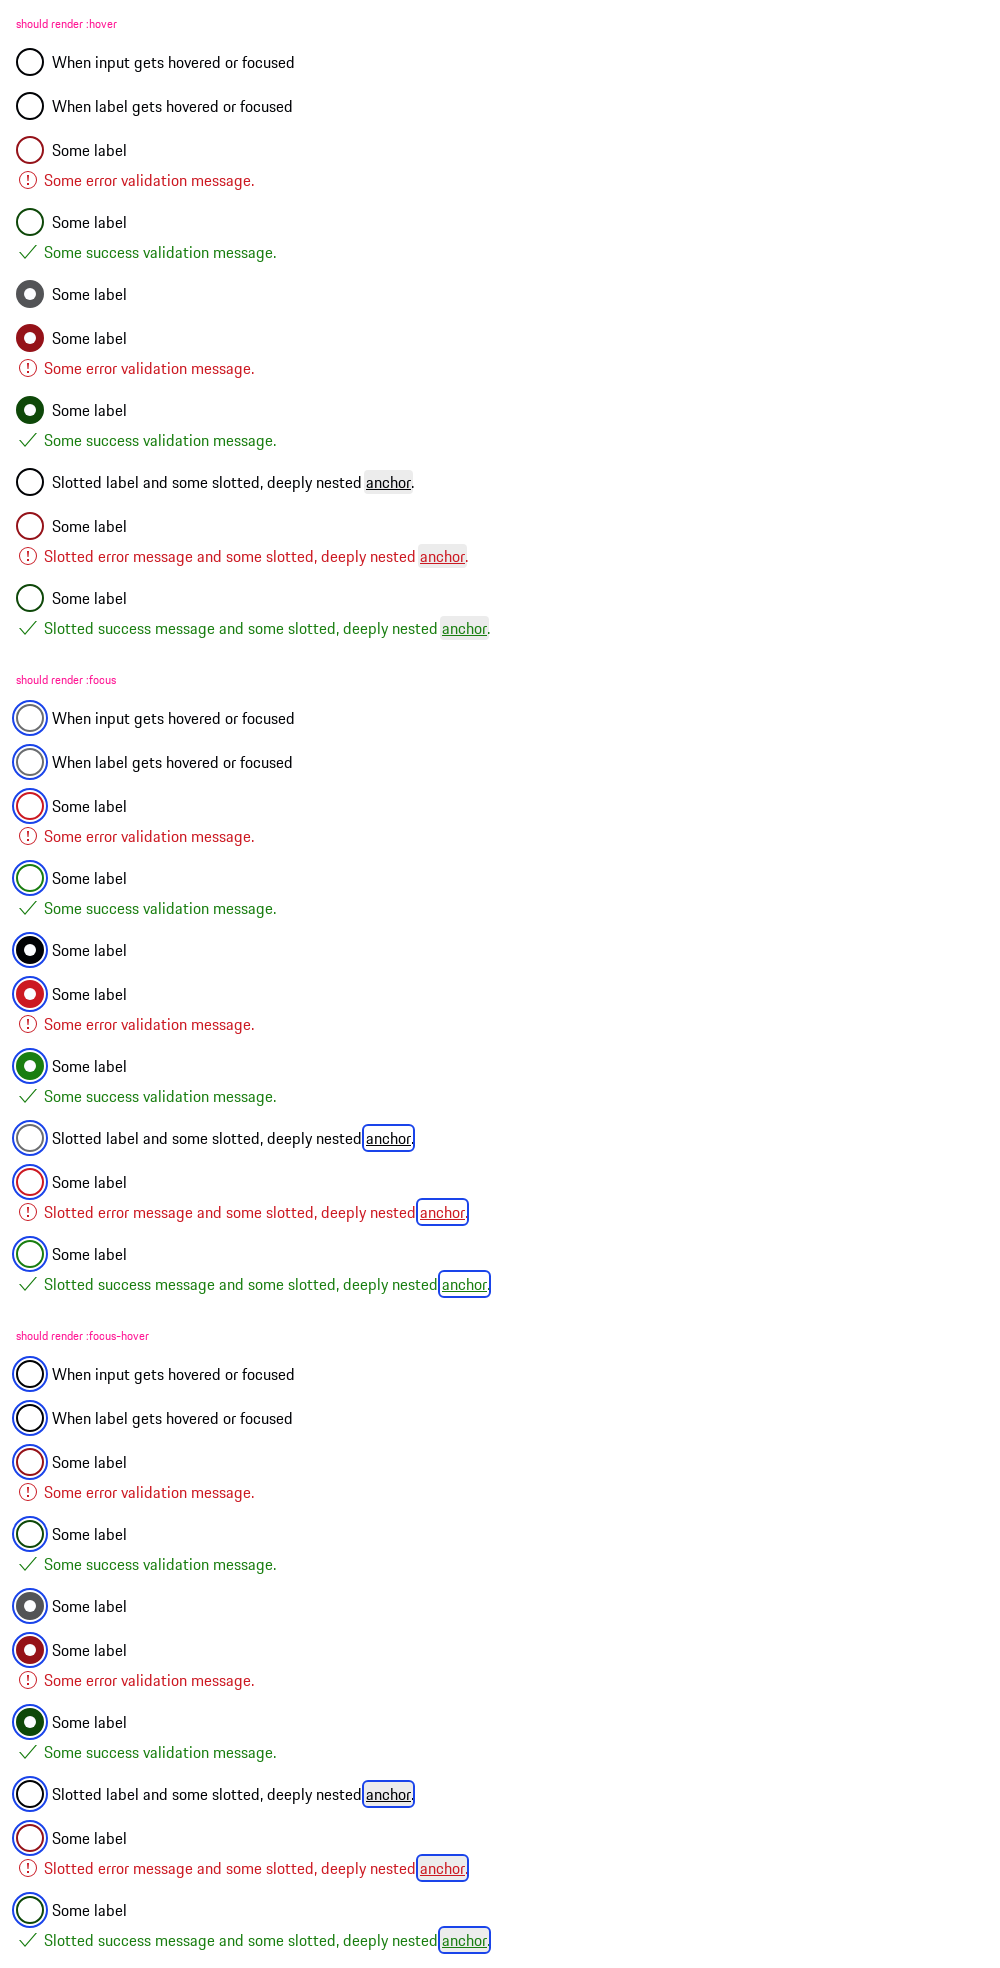 should render :hover
When input gets hovered or focused
When label gets hovered or focused
Some label
Some error validation message.
Some label
Some success validation message.
Some label
Some label
Some error validation message.
Some label
Some success validation message.
Slotted label and some slotted, deeply nested anchor.
Some label
Slotted error message and some slotted, deeply nested anchor.
Some label
Slotted success message and some slotted, deeply nested anchor.
should render :focus
When input gets hovered or focused
When label gets hovered or focused
Some label
Some error validation message.
Some label
Some success validation message.
Some label
Some label
Some error validation message.
Some label
Some success validation message.
Slotted label and some slotted, deeply nested anchor.
Some label
Slotted error message and some slotted, deeply nested anchor.
Some label
Slotted success message and some slotted, deeply nested anchor.
should render :focus-hover
When input gets hovered or focused
When label gets hovered or focused
Some label
Some error validation message.
Some label
Some success validation message.
Some label
Some label
Some error validation message.
Some label
Some success validation message.
Slotted label and some slotted, deeply nested anchor.
Some label
Slotted error message and some slotted, deeply nested anchor.
Some label
Slotted success message and some slotted, deeply nested anchor.